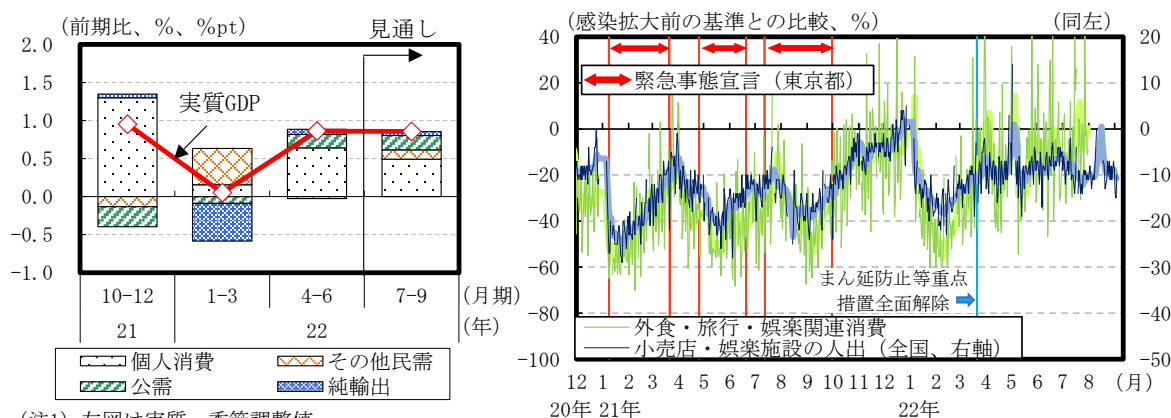 (前期比、%、%pt)
見通し
2.0
1.5
1.0
0.5
0.0
-0.5
-1.0
実質GDP
10-12
1-3
4-6
7-9
(月期)
21
22
(年)
個人消費
その他民需
公需
純輸出
(感染拡大前の基準との比較、%)
(同左)
40
20
0
-20
-40
-60
-80
-100
20
10
0
-10
-20
-30
-40
-50
緊急事態宣言(東京都)
まん延防止等重点
措置全面解除
外食・旅行・娯楽関連消費
小売店・娯楽施設の人出(全国、右軸)
12 1 2 3 4 5 6 7 8 9 10 11 12 1 2 3 4 5 6 7 8 (月)
20年 21年 22年